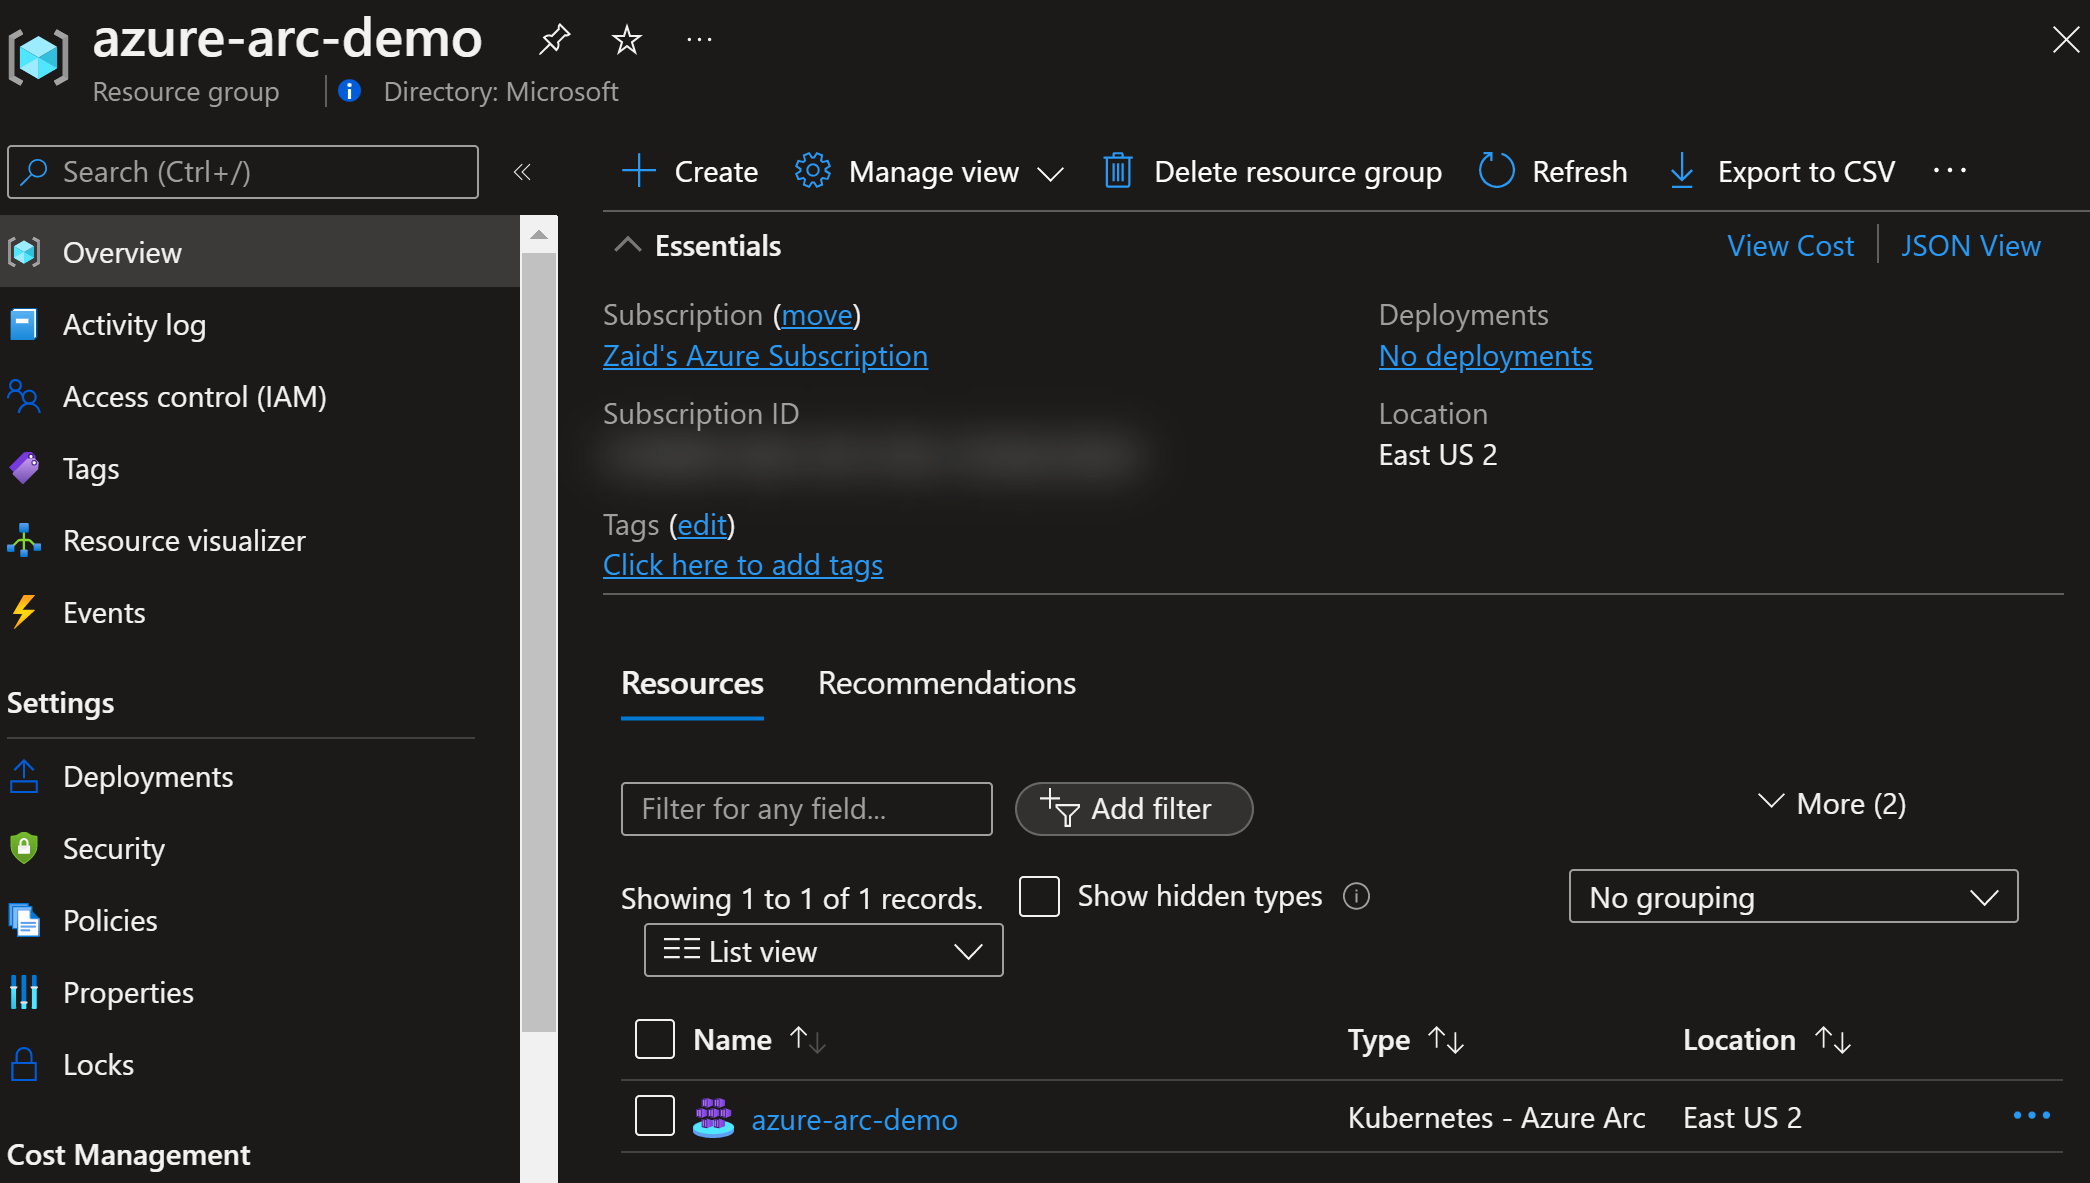 azure-arc-demo
Resource group
Directory: Microsoft
Search (Ctrl+/)
Create
Manage view
Delete resource group
Refresh
Export to CSV
Overview
Activity log
Access control (IAM)
Tags
Resource visualizer
Events
Settings
Deployments
Security
Policies
Properties
Locks
Cost Management
Essentials
View Cost
JSON View
Subscription (move)
Zaid's Azure Subscription
Subscription ID
Tags (edit)
Click here to add tags
Deployments
No deployments
Location
East US 2
Resources
Recommendations
Filter for any field...
Add filter
More (2)
Showing 1 to 1 of 1 records.
Show hidden types
No grouping
List view
Name
Type
Location
azure-arc-demo
Kubernetes - Azure Arc
East US 2